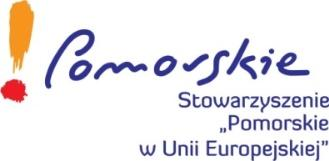 ! Pomorskie
Stowarzyszenie
„Pomorskie
w Unii Europejskiej”